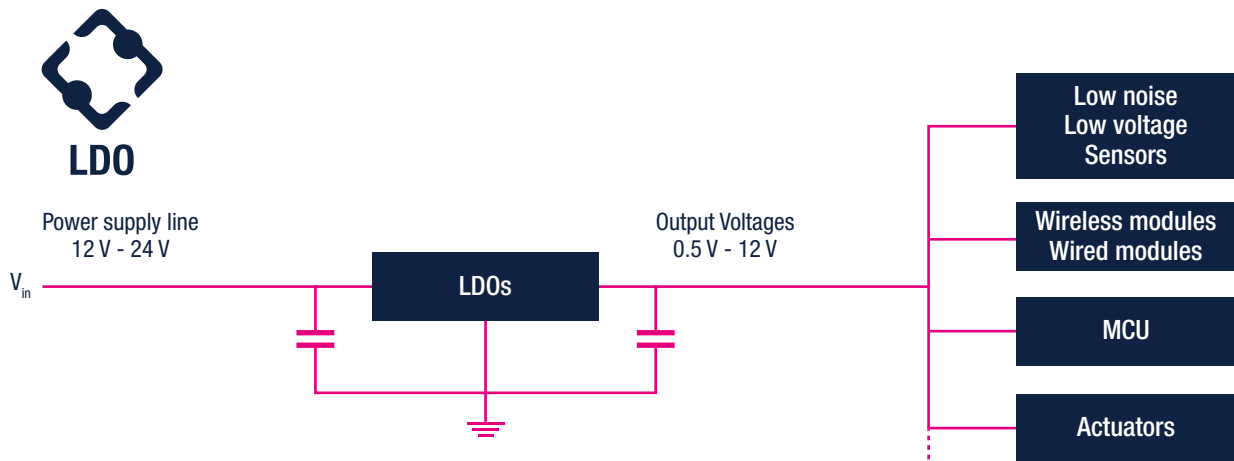 LDO
Power supply line
12 V - 24 V
V_in
LDOs
Output Voltages
0.5 V - 12 V
Low noise
Low voltage
Sensors
Wireless modules
Wired modules
MCU
Actuators